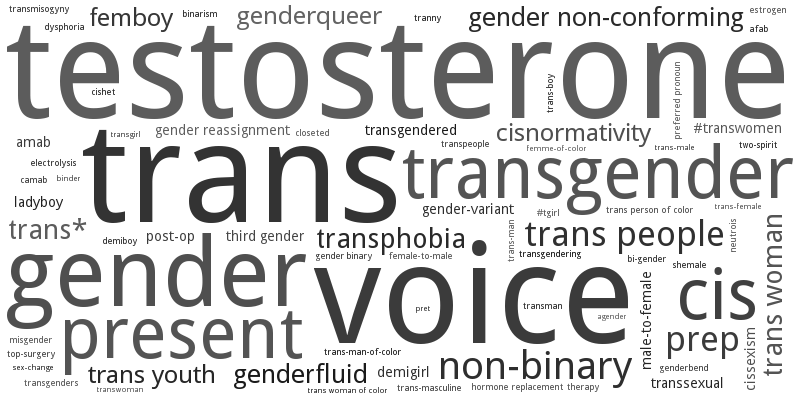 transmisogyny
femboy
binarism
genderqueer
tranny
gender non-conforming
estrogen
dysphoria
afab
testosterone
cishet
trans-boy
preferred pronoun
transgirl
gender reassignment
closeted
transgendered
cisnormativity
#transwomen
amab
trans
transpeople
femme-of-color
trans-male
two-spirit
electrolysis
transgender
camab
binder
ladyboy
gender-variant
#tgirl
trans person of color
trans-female
trans*
demiboy
post-op
third gender
transphobia
trans-man
trans people
neutrois
trans woman
gender
gender binary
female-to-male
transgendering
bi-gender
shemale
voice
male-to-female
cis
pret
transman
agender
present
prep
misgender
top-surgery
trans-man-of-color
cissexism
sex-change
trans youth
genderfluid
demigirl
non-binary
genderbend
transgenders
transwoman
trans woman of color
trans-masculine
hormone replacement therapy
transsexual